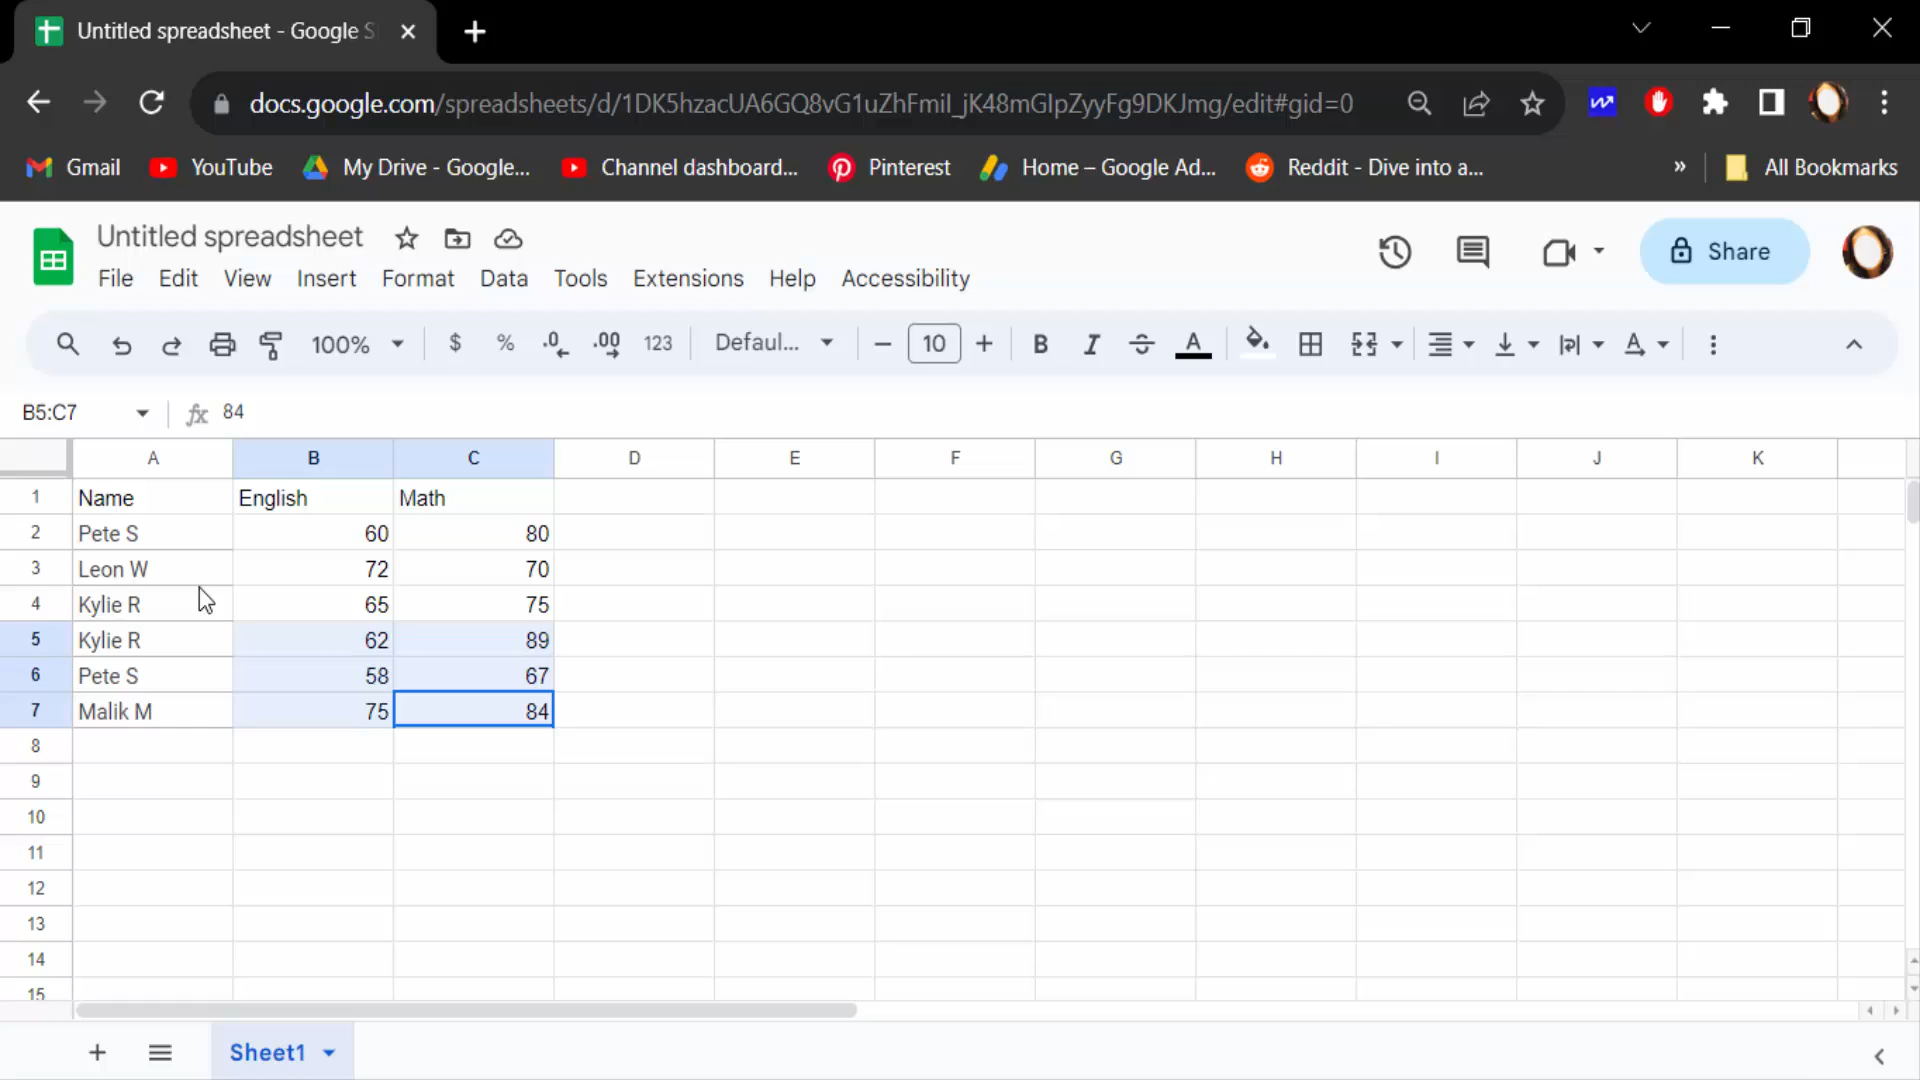 Untitled spreadsheet - Google S
docs.google.com/spreadsheets/d/1DK5hzacUA6GQ8vG1uZhFmiI_jK48mGIpZyyFg9DKJmg/edit#gid=0
Gmail YouTube My Drive - Google... Channel dashboard... Pinterest Home – Google Ad... Reddit - Dive into a... » All Bookmarks
Untitled spreadsheet
Share
File Edit View Insert Format Data Tools Extensions Help Accessibility
100% $ % .0 .00 123 Defaul... − 10 + B I A
B5:C7 fx 84
A B C D E F G H I J K
1 Name English Math
2 Pete S 60 80
3 Leon W 72 70
4 Kylie R 65 75
5 Kylie R 62 89
6 Pete S 58 67
7 Malik M 75 84
8
9
10
11
12
13
14
15
Sheet1